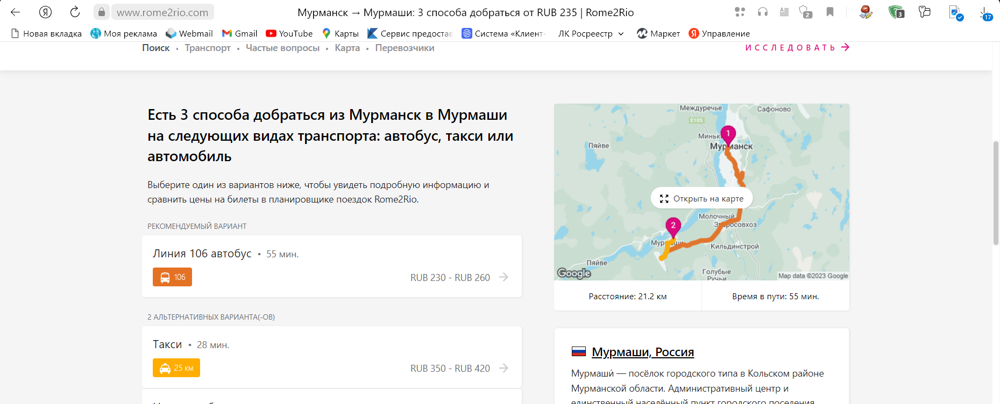 www.rome2rio.com
Мурманск → Мурмаши: 3 способа добраться от RUB 235 | Rome2Rio
2
3
17
Новая вкладка
Моя реклама
Webmail
Gmail
YouTube
Карты
Сервис предостав
Система «Клиент-
ЛК Росреестр
Маркет
Управление
Поиск • Транспорт • Частые вопросы • Карта • Перевозчики
ИССЛЕДОВАТЬ →
Есть 3 способа добраться из Мурманск в Мурмаши
на следующих видах транспорта: автобус, такси или
автомобиль
Выберите один из вариантов ниже, чтобы увидеть подробную информацию и
сравнить цены на билеты в планировщике поездок Rome2Rio.
РЕКОМЕНДУЕМЫЙ ВАРИАНТ
Линия 106 автобус • 55 мин.
106
RUB 230 - RUB 260
2 АЛЬТЕРНАТИВНЫХ ВАРИАНТА(-ОВ)
Такси • 28 мин.
25 км
RUB 350 - RUB 420
Междуречье
Сафоново
E105
1
Мурманск
Пяйве
Открыть на карте
Молочный
2
Кильдинстрой
Пяйве
Голубые
Ручьи
Google
Map data ©2023 Google
Расстояние: 21.2 км
Время в пути: 55 мин.
Мурмаши, Россия
Мурмаши́ — посёлок городского типа в Кольском районе
Мурманской области. Административный центр и
единственный населённый пункт городского поселения